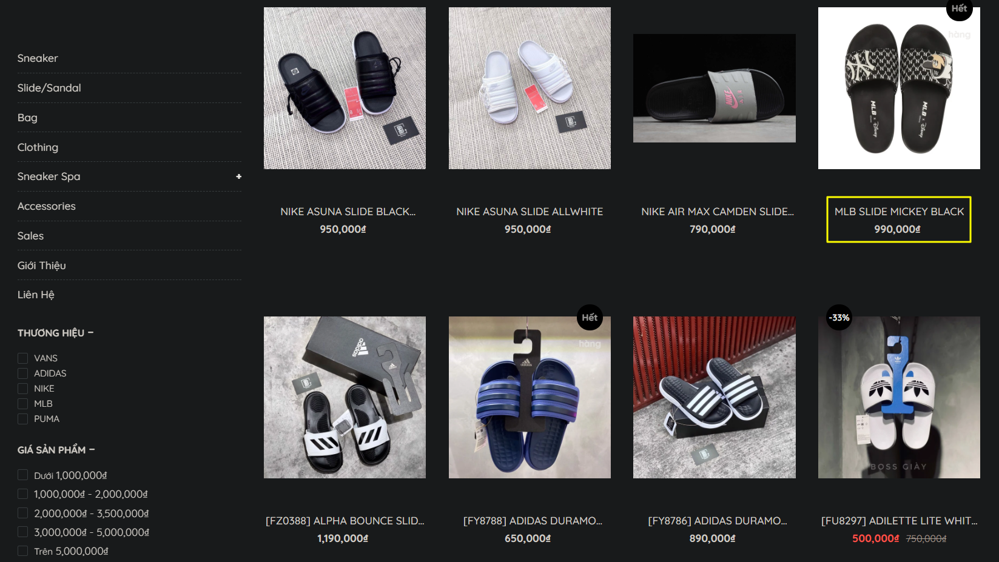 Sneaker
Slide/Sandal
Bag
Clothing
Sneaker Spa +
Accessories
Sales
Giới Thiệu
Liên Hệ
THƯƠNG HIỆU −
VANS
ADIDAS
NIKE
MLB
PUMA
GIÁ SẢN PHẨM −
Dưới 1,000,000₫
1,000,000₫ - 2,000,000₫
2,000,000₫ - 3,500,000₫
3,000,000₫ - 5,000,000₫
Trên 5,000,000₫
NIKE ASUNA SLIDE BLACK...
950,000₫
NIKE ASUNA SLIDE ALLWHITE
950,000₫
NIKE
AIR
NIKE AIR MAX CAMDEN SLIDE...
790,000₫
Hết
hàng
MLB x Disney
MLB x Disney
MLB SLIDE MICKEY BLACK
990,000₫
adidas
[FZ0388] ALPHA BOUNCE SLID...
1,190,000₫
Hết
hàng
adidas
[FY8788] ADIDAS DURAMO...
650,000₫
[FY8786] ADIDAS DURAMO...
890,000₫
-33%
BOSS GIÀY
[FU8297] ADILETTE LITE WHIT...
500,000₫ 750,000₫